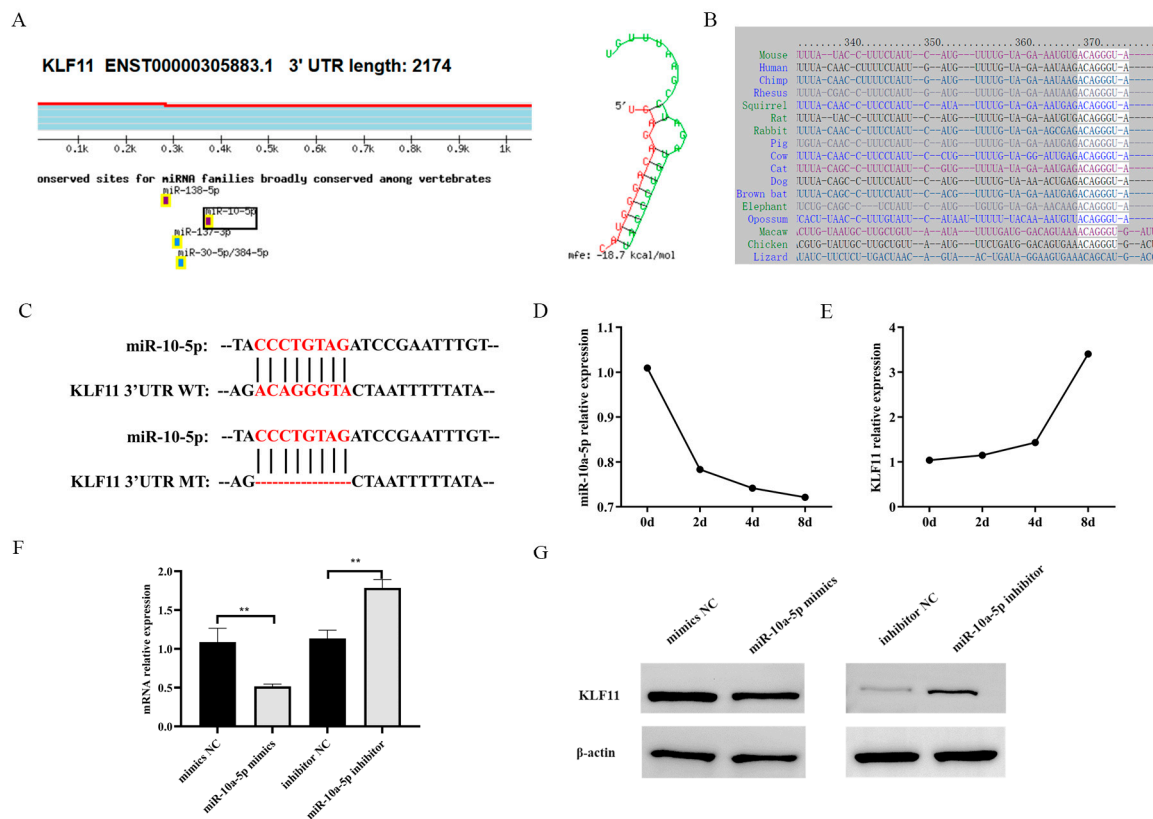 A
KLF11 ENST00000305883.1 3' UTR length: 2174
0.1k 0.2k 0.3k 0.4k 0.5k 0.6k 0.7k 0.8k 0.9k 1k
onserved sites for miRNA families broadly conserved among vertebrates
miR-138-5p
miR-10-5p
miR-137-3p
miR-30-5p/384-5p
5'
mfe: -18.7 kcal/mol
B
340 350 360 370
Mouse
Human
Chimp
Rhesus
Squirrel
Rat
Rabbit
Pig
Cow
Cat
Dog
Brown bat
Elephant
Opossum
Macaw
Chicken
Lizard
C
miR-10-5p: --TACCCTGTAGATCCGAATTTGT--
KLF11 3'UTR WT: --AGACAGGGTACTAATTTTTATA--
miR-10-5p: --TACCCTGTAGATCCGAATTTGT--
KLF11 3'UTR MT: --AG-----------------CTAATTTTTATA--
D
miR-10a-5p relative expression
1.1
1.0
0.9
0.8
0.7
0d 2d 4d 8d
E
KLF11 relative expression
4
3
2
1
0
0d 2d 4d 8d
F
mRNA relative expression
2.0
1.5
1.0
0.5
0.0
** **
mimics NC
miR-10a-5p mimics
inhibitor NC
miR-10a-5p inhibitor
G
mimics NC
miR-10a-5p mimics
inhibitor NC
miR-10a-5p inhibitor
KLF11
β-actin